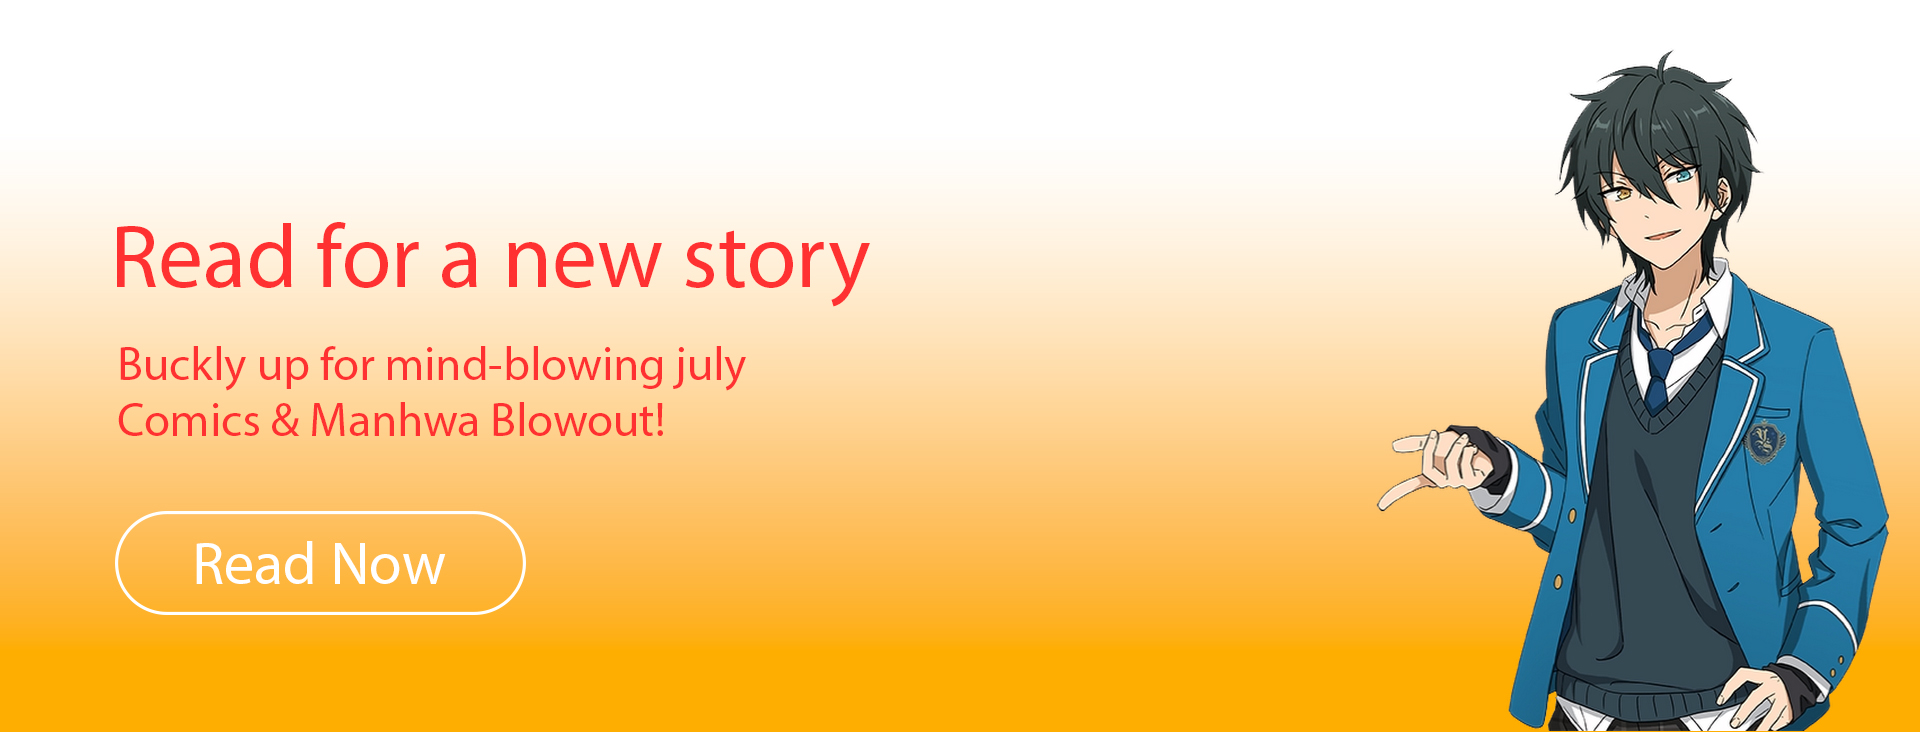 Read for a new story
Buckly up for mind-blowing july
Comics & Manhwa Blowout!
Read Now